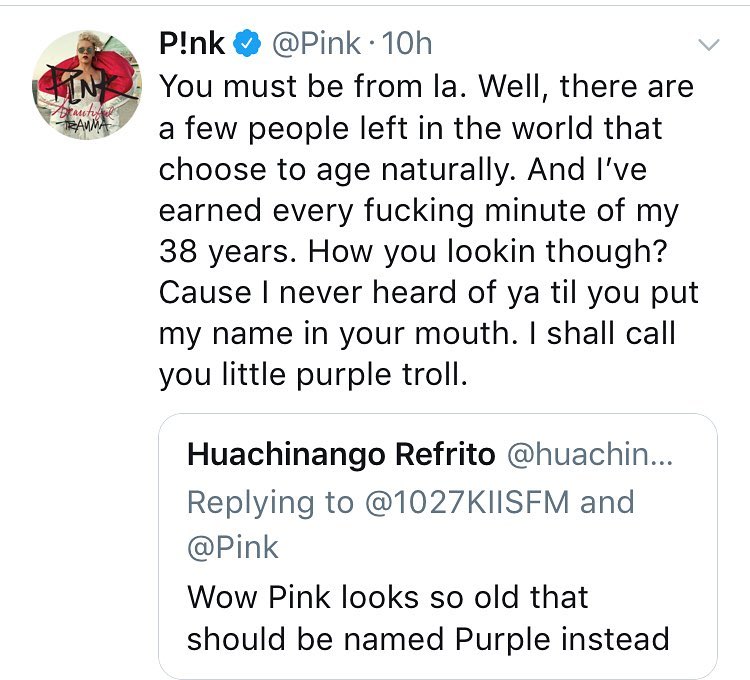 P!nk @Pink · 10h
You must be from la. Well, there are
a few people left in the world that
choose to age naturally. And I’ve
earned every fucking minute of my
38 years. How you lookin though?
Cause I never heard of ya til you put
my name in your mouth. I shall call
you little purple troll.
P!NK
Beautiful
TRAUMA
Huachinango Refrito @huachin...
Replying to @1027KIISFM and
@Pink
Wow Pink looks so old that
should be named Purple instead